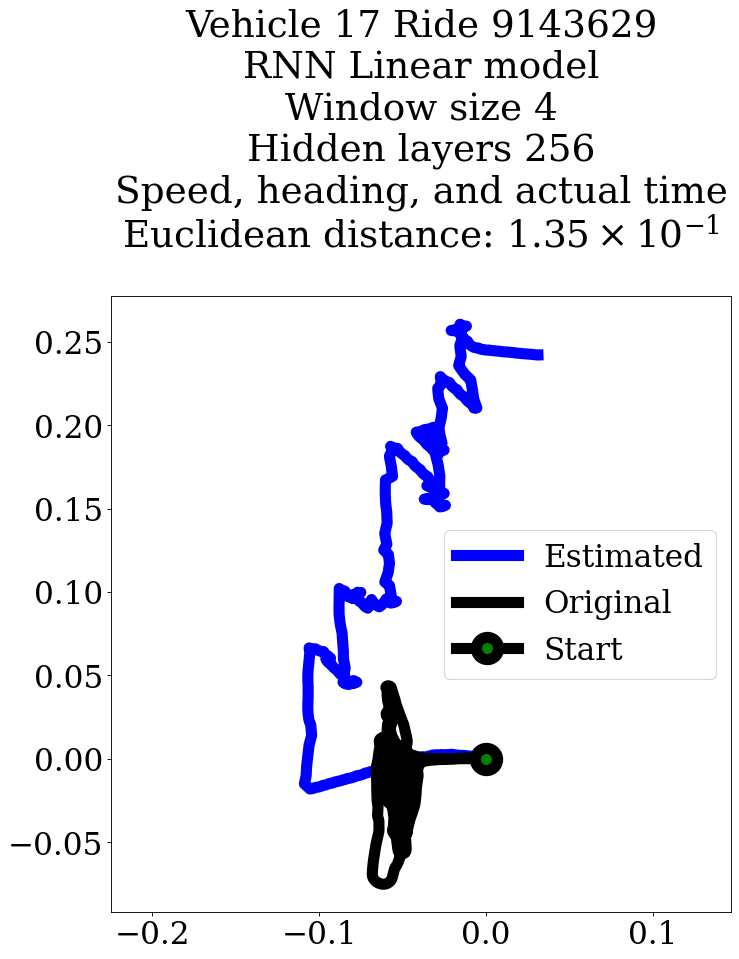 Vehicle 17 Ride 9143629
RNN Linear model
Window size 4
Hidden layers 256
Speed, heading, and actual time
Euclidean distance: 1.35 × 10⁻¹
0.25
0.20
0.15
0.10
0.05
0.00
−0.05
Estimated
Original
Start
−0.2
−0.1
0.0
0.1